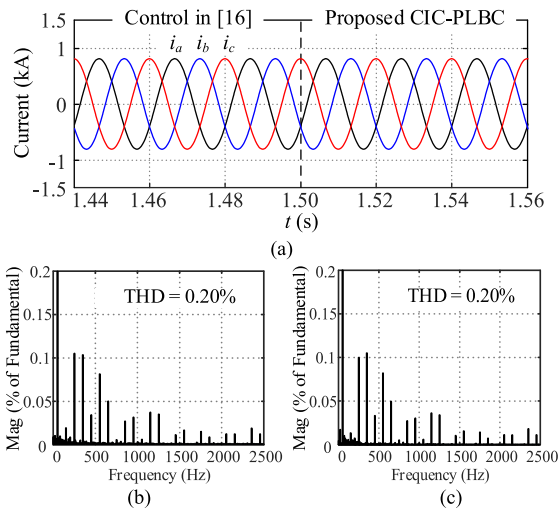 Control in [16]
Proposed CIC-PLBC
i_a i_b i_c
Current (kA)
1.5
1
0
-1
-1.5
1.44 1.46 1.48 1.50 1.52 1.54 1.56
t (s)
(a)
Mag (% of Fundamental)
0.2
0.15
0.1
0.05
0
THD = 0.20%
0 500 1000 1500 2000 2500
Frequency (Hz)
(b)
Mag (% of Fundamental)
0.2
0.15
0.1
0.05
0
THD = 0.20%
0 500 1000 1500 2000 2500
Frequency (Hz)
(c)